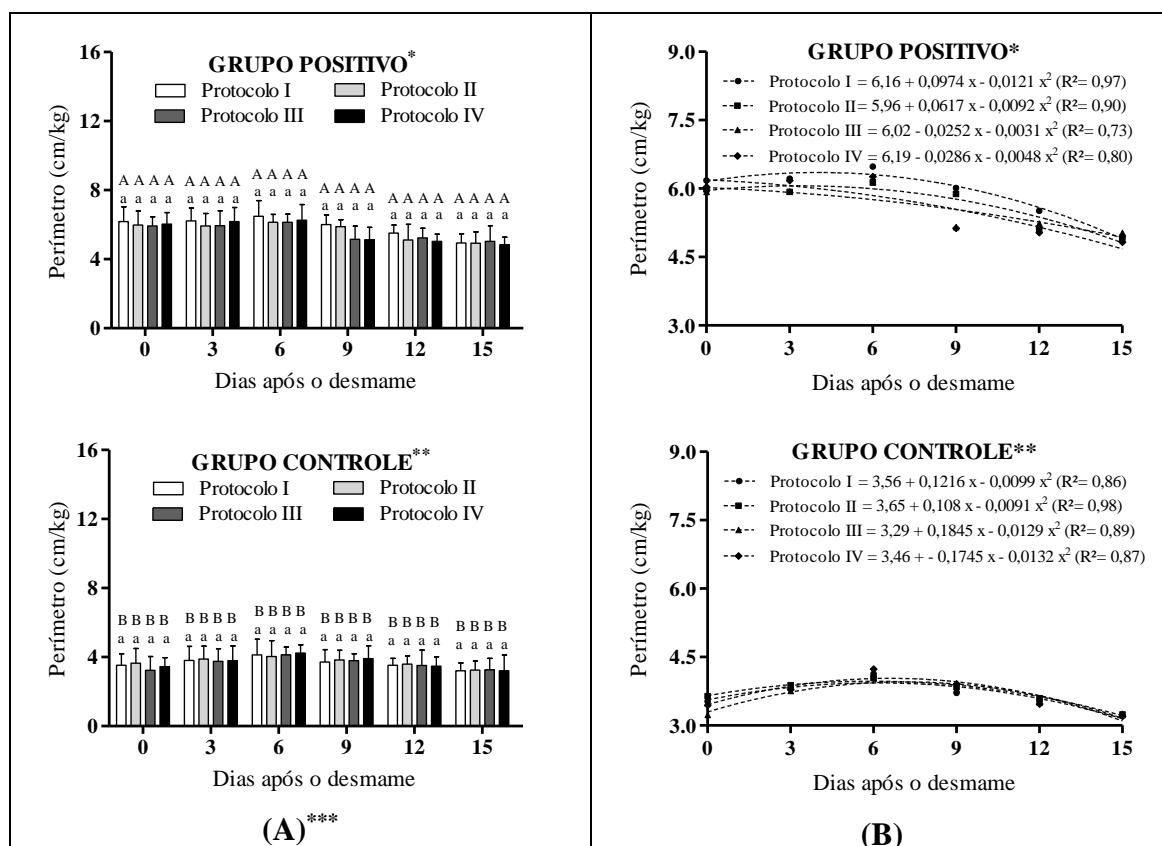 GRUPO POSITIVO*
Protocolo I
Protocolo II
Protocolo III
Protocolo IV
Perímetro (cm/kg)
16
12
8
4
0
A A A A A A A A A A A A A A A A A A A A A A A A
a a a a a a a a a a a a a a a a a a a a a a a a
0 3 6 9 12 15
Dias após o desmame
GRUPO CONTROLE**
Protocolo I
Protocolo II
Protocolo III
Protocolo IV
Perímetro (cm/kg)
16
12
8
4
0
B B B B B B B B B B B B B B B B B B B B B B B B
a a a a a a a a a a a a a a a a a a a a a a a a
0 3 6 9 12 15
Dias após o desmame
(A)***
GRUPO POSITIVO*
Protocolo I = 6,16 + 0,0974 x - 0,0121 x² (R²= 0,97)
Protocolo II = 5,96 + 0,0617 x - 0,0092 x² (R²= 0,90)
Protocolo III = 6,02 - 0,0252 x - 0,0031 x² (R²= 0,73)
Protocolo IV = 6,19 - 0,0286 x - 0,0048 x² (R²= 0,80)
Perímetro (cm/kg)
9.0
7.5
6.0
4.5
3.0
0 3 6 9 12 15
Dias após o desmame
GRUPO CONTROLE**
Protocolo I = 3,56 + 0,1216 x - 0,0099 x² (R²= 0,86)
Protocolo II = 3,65 + 0,108 x - 0,0091 x² (R²= 0,98)
Protocolo III = 3,29 + 0,1845 x - 0,0129 x² (R²= 0,89)
Protocolo IV = 3,46 + - 0,1745 x - 0,0132 x² (R²= 0,87)
Perímetro (cm/kg)
9.0
7.5
6.0
4.5
3.0
0 3 6 9 12 15
Dias após o desmame
(B)